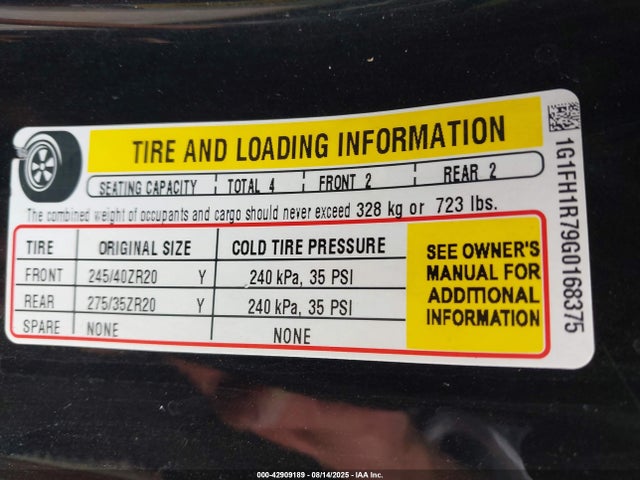 TIRE AND LOADING INFORMATION
SEATING CAPACITY TOTAL 4 FRONT 2 REAR 2
The combined weight of occupants and cargo should never exceed 328 kg or 723 lbs.
TIRE ORIGINAL SIZE COLD TIRE PRESSURE
FRONT 245/40ZR20 Y 240 kPa, 35 PSI
REAR 275/35ZR20 Y 240 kPa, 35 PSI
SPARE NONE NONE
SEE OWNER'S
MANUAL FOR
ADDITIONAL
INFORMATION
1G1FH1R79G0168375
000-42909189 - 08/14/2025 - IAA Inc.